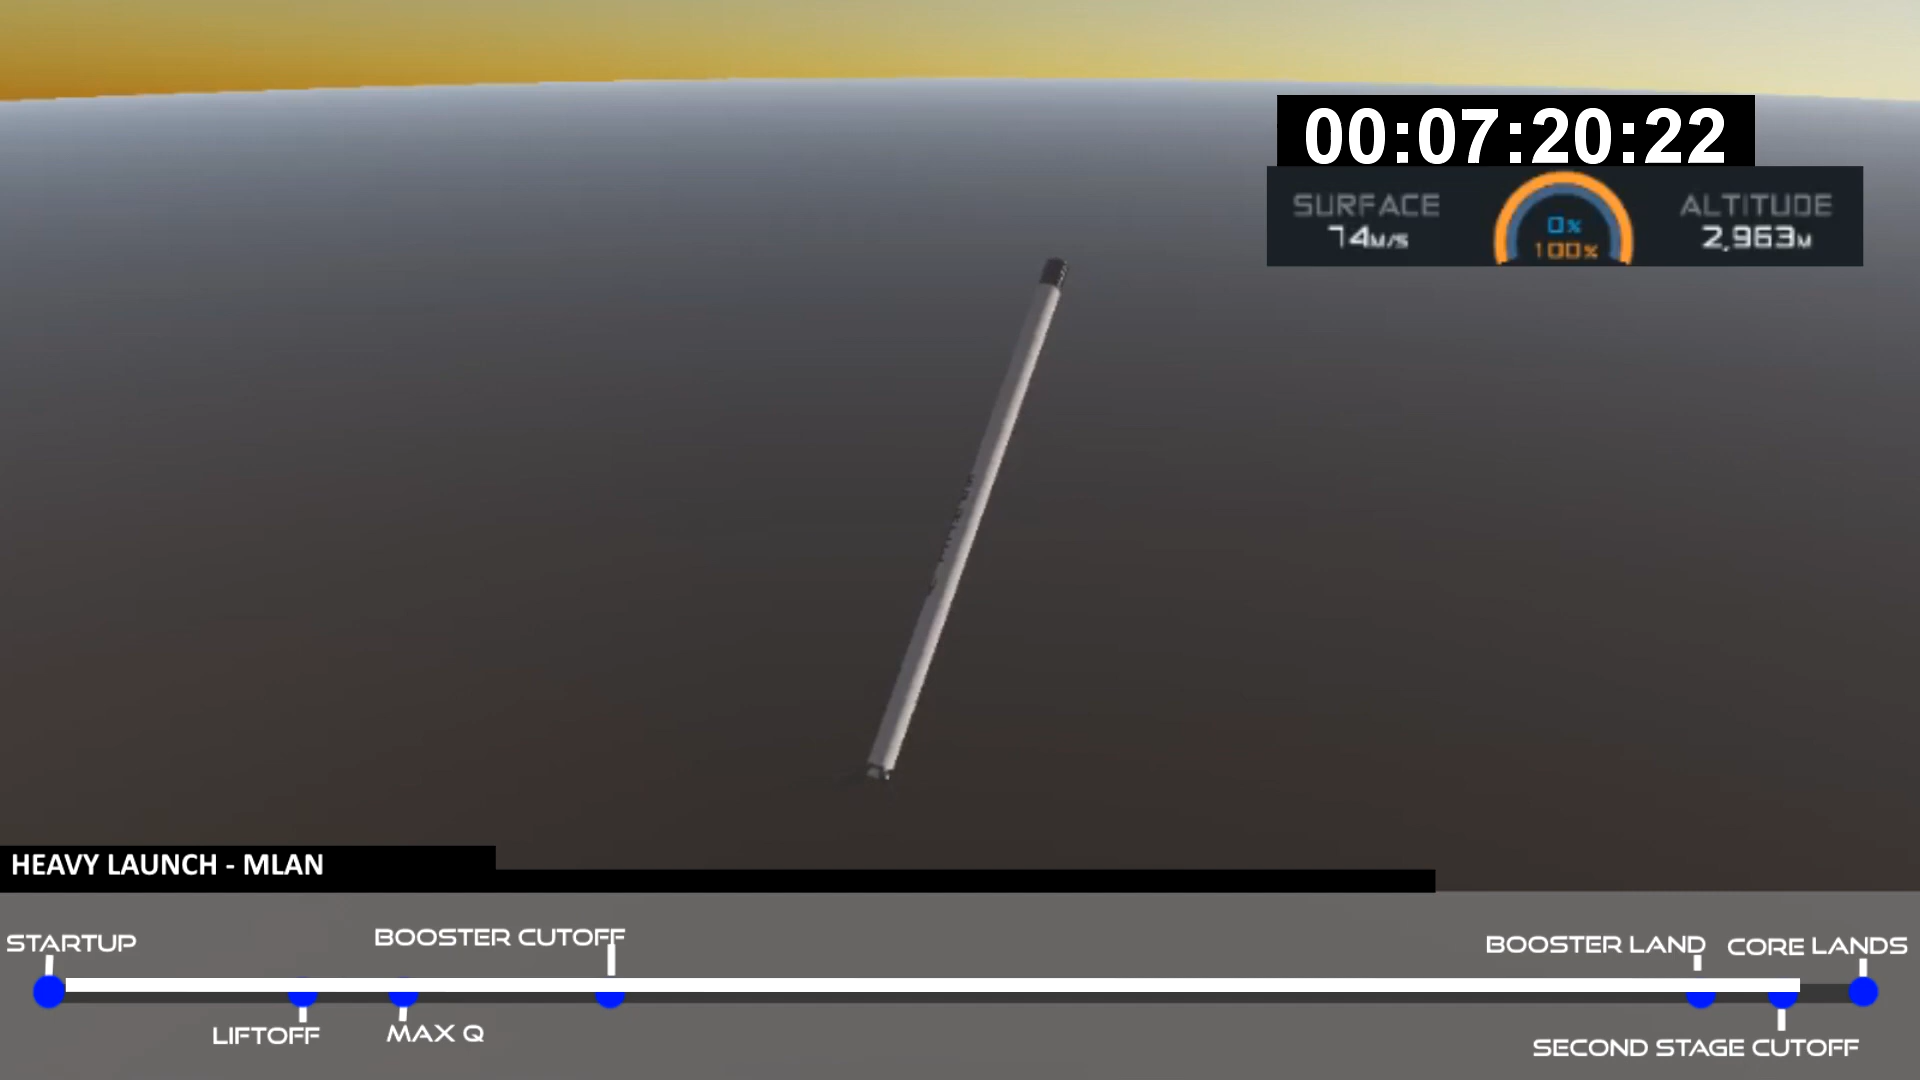 00:07:20:22
SURFACE
74M/S
0%
100%
ALTITUDE
2,963M
HEAVY LAUNCH - MLAN
STARTUP
BOOSTER CUTOFF
BOOSTER LAND
CORE LANDS
LIFTOFF
MAX Q
SECOND STAGE CUTOFF